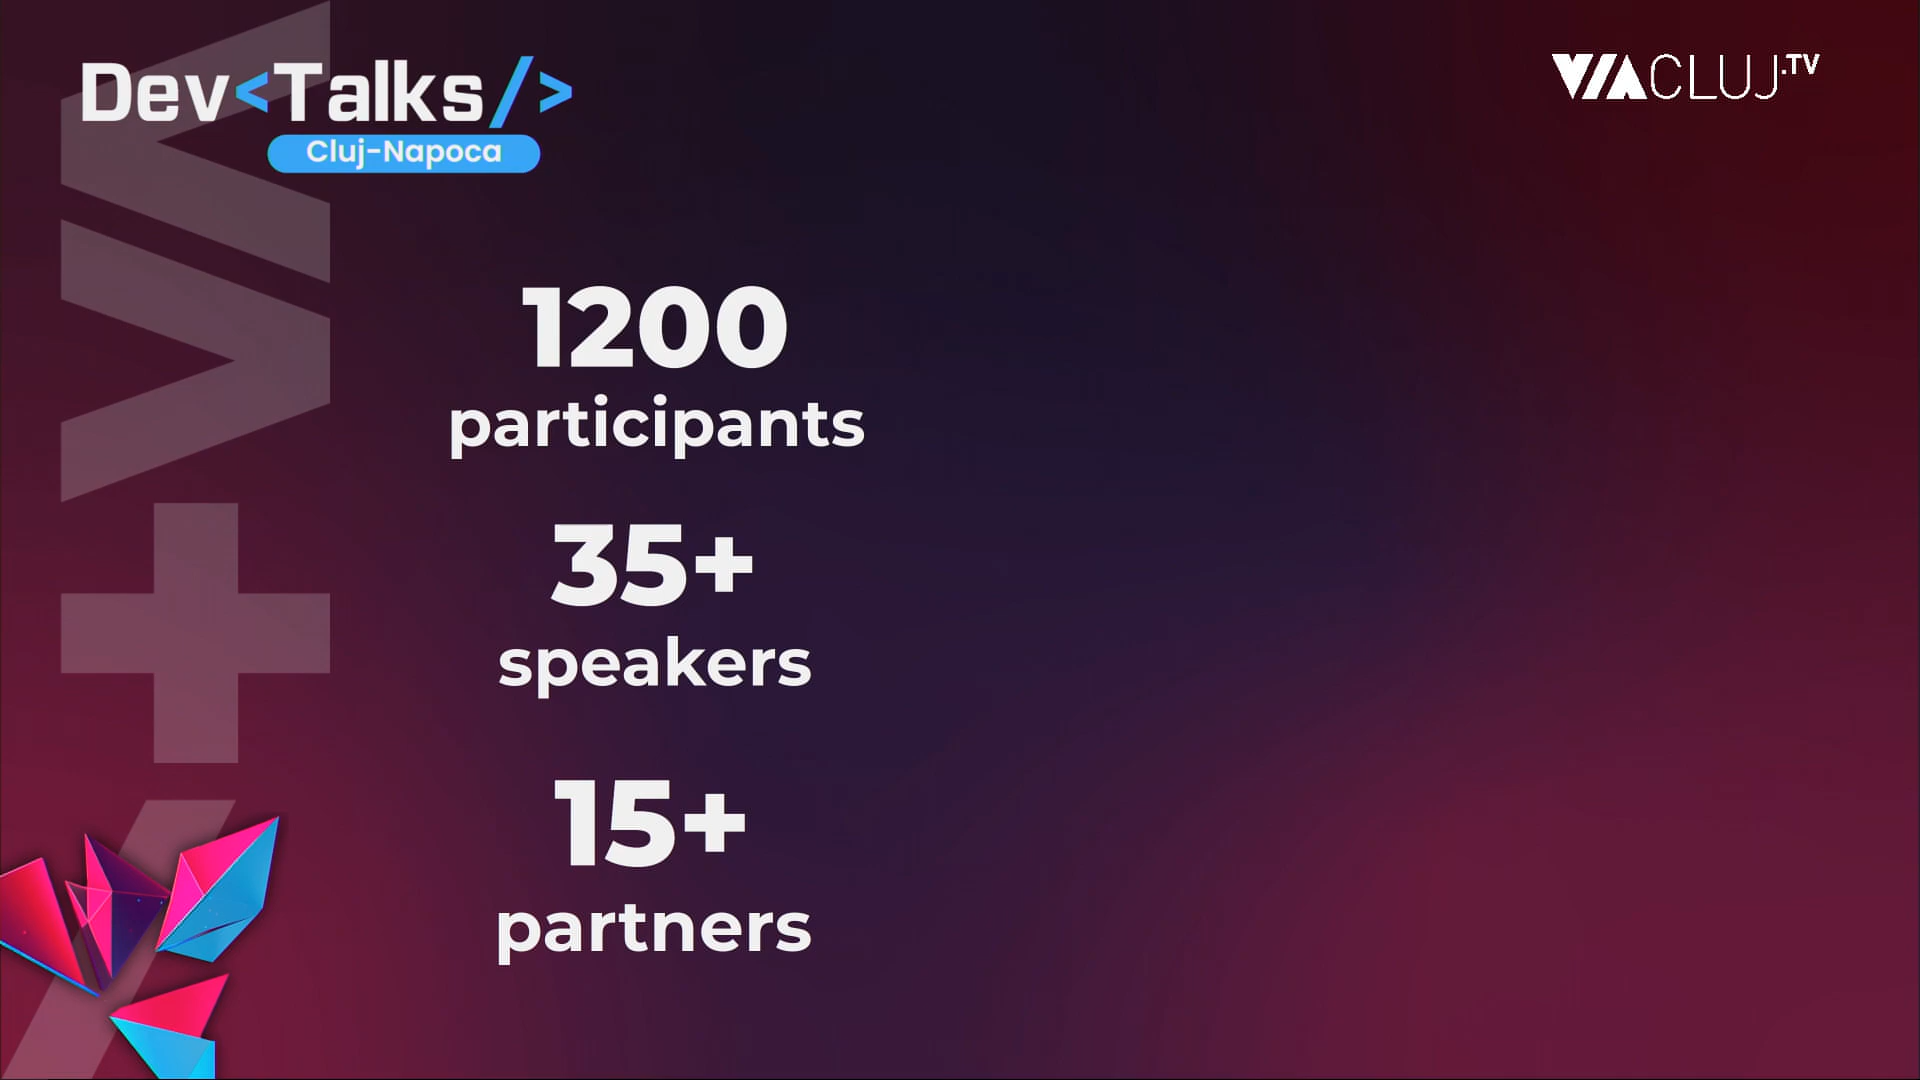 Dev<Talks/>
Cluj-Napoca
VIACLUJ.TV
1200
participants
35+
speakers
15+
partners